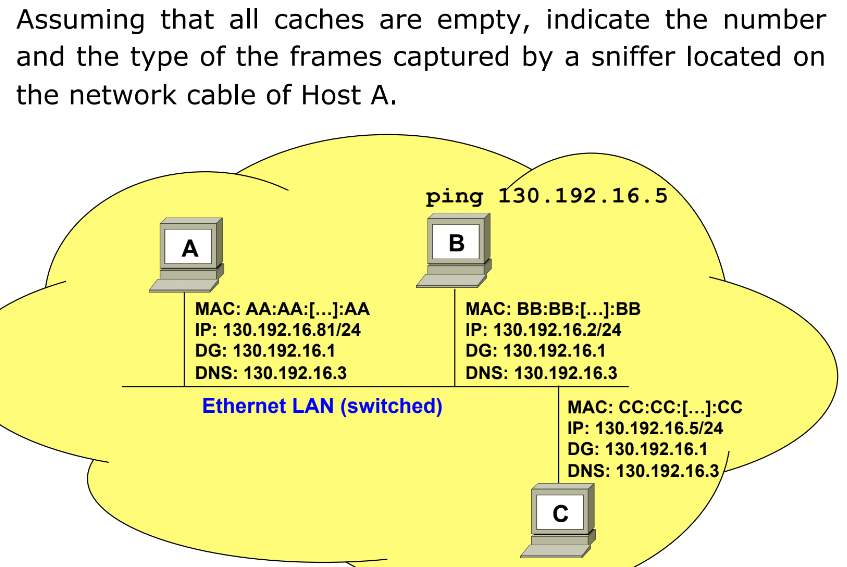 Assuming that all caches are empty, indicate the number
and the type of the frames captured by a sniffer located on
the network cable of Host A.
ping 130.192.16.5
A
B
MAC: AA:AA:[...]:AA
IP: 130.192.16.81/24
DG: 130.192.16.1
DNS: 130.192.16.3
MAC: BB:BB:[...]:BB
IP: 130.192.16.2/24
DG: 130.192.16.1
DNS: 130.192.16.3
Ethernet LAN (switched)
MAC: CC:CC:[...]:CC
IP: 130.192.16.5/24
DG: 130.192.16.1
DNS: 130.192.16.3
C